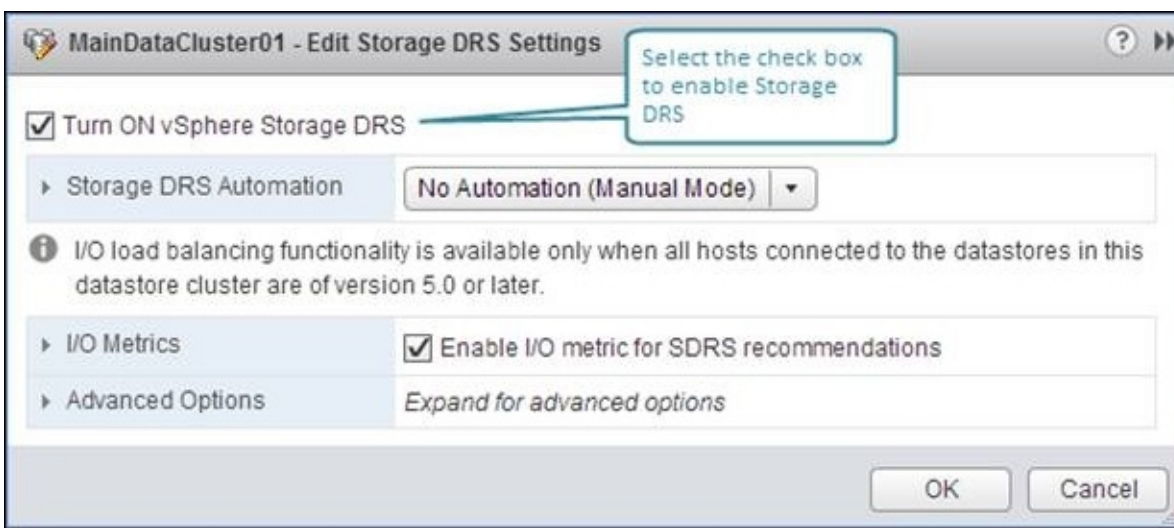 MainDataCluster01 - Edit Storage DRS Settings
?
Select the check box
to enable Storage
DRS
Turn ON vSphere Storage DRS
Storage DRS Automation
No Automation (Manual Mode)
I/O load balancing functionality is available only when all hosts connected to the datastores in this
datastore cluster are of version 5.0 or later.
I/O Metrics
Enable I/O metric for SDRS recommendations
Advanced Options
Expand for advanced options
OK
Cancel